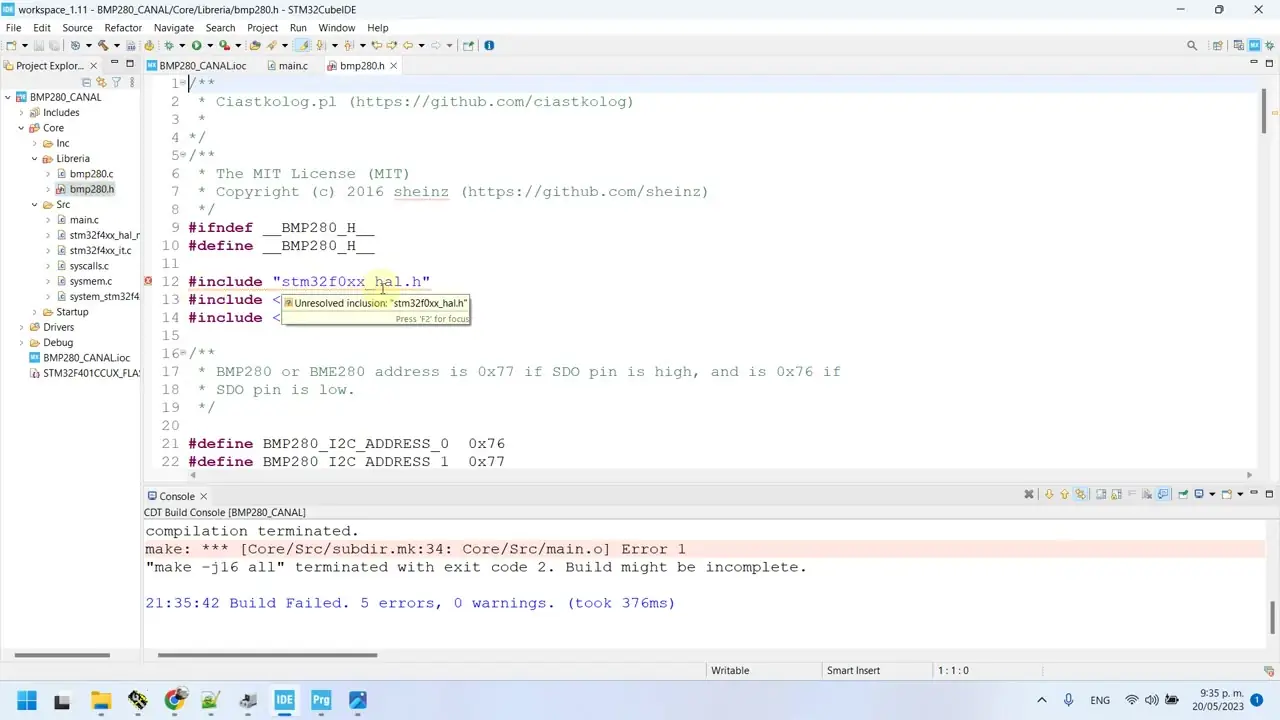 workspace_1.11 - BMP280_CANAL/Core/Libreria/bmp280.h - STM32CubeIDE
File Edit Source Refactor Navigate Search Project Run Window Help
Project Explor...
BMP280_CANAL.ioc
main.c
bmp280.h
BMP280_CANAL
Includes
Core
Inc
Libreria
bmp280.c
bmp280.h
Src
main.c
stm32f4xx_hal_m
stm32f4xx_it.c
syscalls.c
sysmem.c
system_stm32f4
Startup
Drivers
Debug
BMP280_CANAL.ioc
STM32F401CCUX_FLA
1 /**
2 * Ciastkolog.pl (https://github.com/ciastkolog)
3 *
4 */
5 /**
6 * The MIT License (MIT)
7 * Copyright (c) 2016 sheinz (https://github.com/sheinz)
8 */
9 #ifndef __BMP280_H__
10 #define __BMP280_H__
11
12 #include "stm32f0xx_hal.h"
13 #include <
14 #include <
Unresolved inclusion: "stm32f0xx_hal.h"
Press 'F2' for focus
15
16 /**
17 * BMP280 or BME280 address is 0x77 if SDO pin is high, and is 0x76 if
18 * SDO pin is low.
19 */
20
21 #define BMP280_I2C_ADDRESS_0 0x76
22 #define BMP280_I2C_ADDRESS_1 0x77
Console
CDT Build Console [BMP280_CANAL]
compilation terminated.
make: *** [Core/Src/subdir.mk:34: Core/Src/main.o] Error 1
"make -j16 all" terminated with exit code 2. Build might be incomplete.
21:35:42 Build Failed. 5 errors, 0 warnings. (took 376ms)
Writable
Smart Insert
1 : 1 : 0
IDE
Prg
ENG
9:35 p. m.
20/05/2023
1